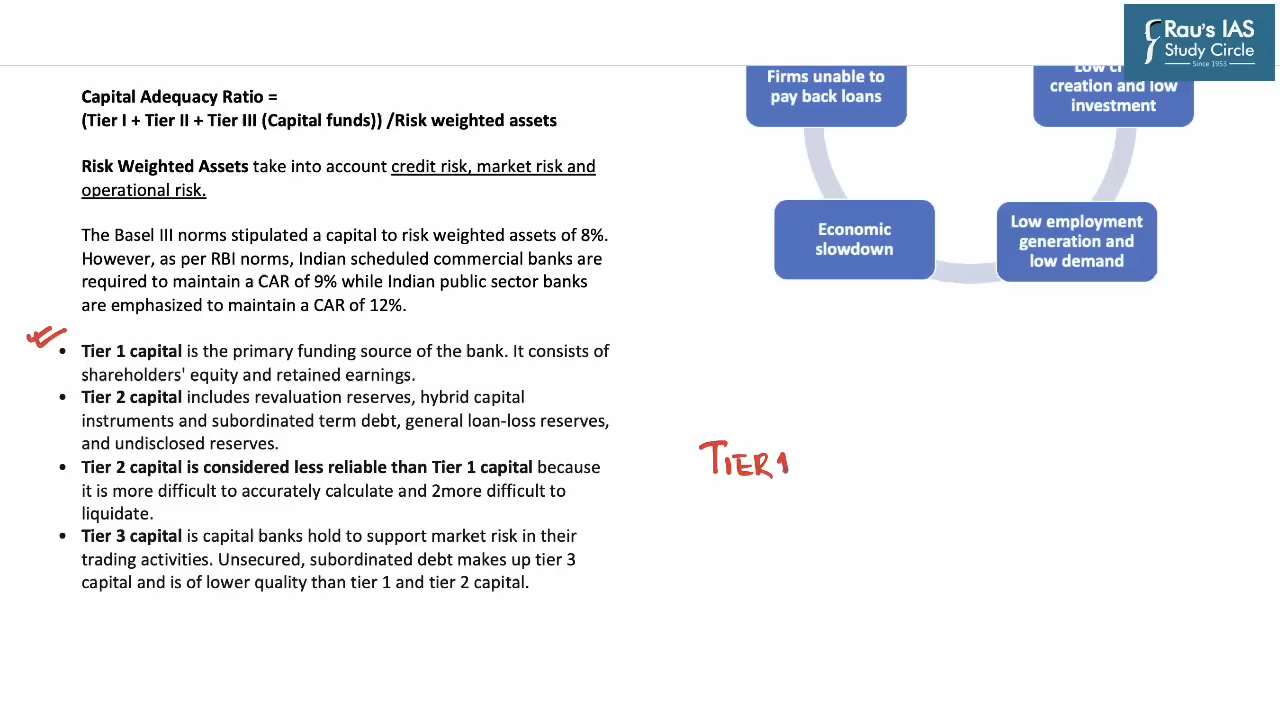 Rau's IAS
Study Circle
Since 1953
Capital Adequacy Ratio =
(Tier I + Tier II + Tier III (Capital funds)) /Risk weighted assets
Risk Weighted Assets take into account credit risk, market risk and
operational risk.
The Basel III norms stipulated a capital to risk weighted assets of 8%.
However, as per RBI norms, Indian scheduled commercial banks are
required to maintain a CAR of 9% while Indian public sector banks
are emphasized to maintain a CAR of 12%.
• Tier 1 capital is the primary funding source of the bank. It consists of
shareholders' equity and retained earnings.
• Tier 2 capital includes revaluation reserves, hybrid capital
instruments and subordinated term debt, general loan-loss reserves,
and undisclosed reserves.
• Tier 2 capital is considered less reliable than Tier 1 capital because
it is more difficult to accurately calculate and 2more difficult to
liquidate.
• Tier 3 capital is capital banks hold to support market risk in their
trading activities. Unsecured, subordinated debt makes up tier 3
capital and is of lower quality than tier 1 and tier 2 capital.
Firms unable to
pay back loans
Low
creation and low
investment
Economic
slowdown
Low employment
generation and
low demand
TIER 1